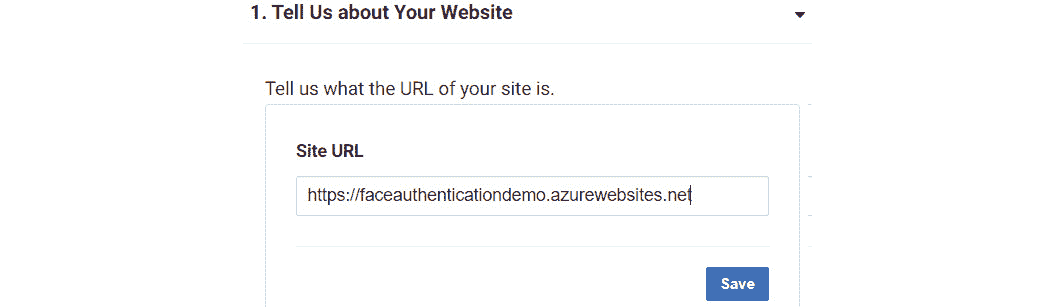 1. Tell Us about Your Website
Tell us what the URL of your site is.
Site URL
https://faceauthenticationdemo.azurewebsites.net
Save